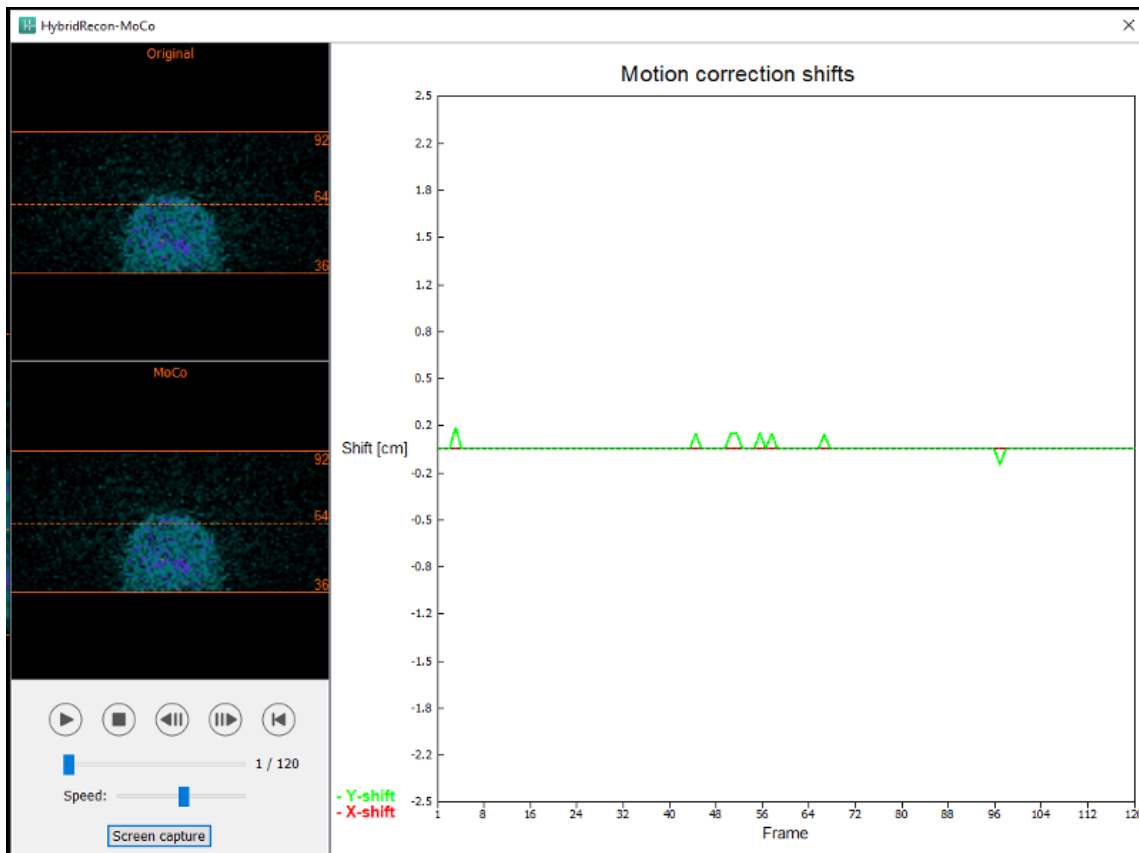 HybridRecon-MoCo
Original
92
64
36
MoCo
92
64
36
1 / 120
Speed:
Screen capture
Motion correction shifts
2.5
2.2
1.8
1.5
1.2
0.8
0.5
0.2
Shift [cm]
-0.2
-0.5
-0.8
-1.2
-1.5
-1.8
-2.2
-2.5
- Y-shift
- X-shift
1 8 16 24 32 40 48 56 64 72 80 88 96 104 112 120
Frame